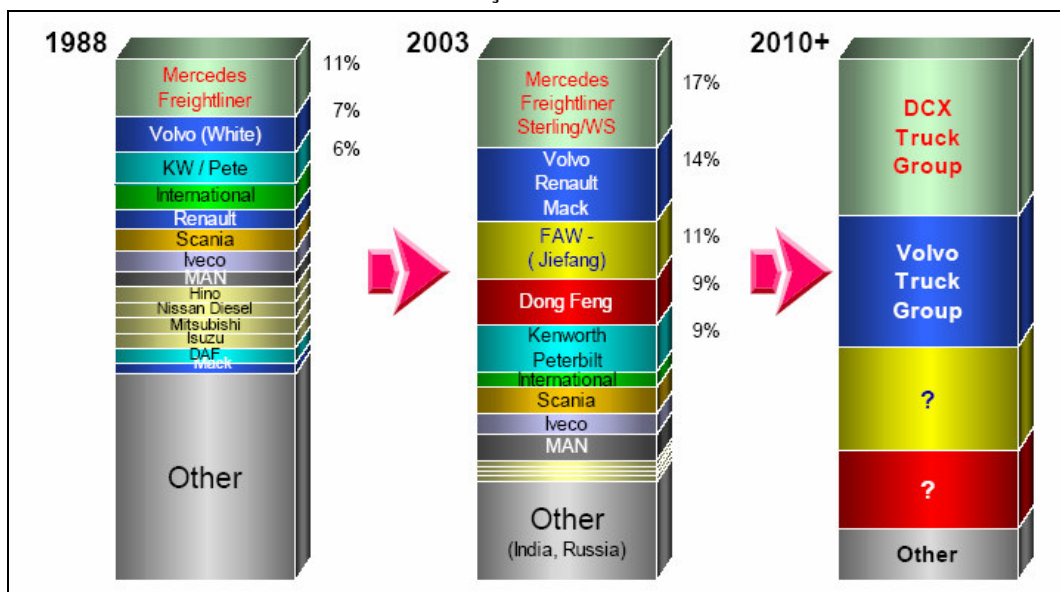 1988
11%
Mercedes
Freightliner
7%
Volvo (White)
6%
KW / Pete
International
Renault
Scania
Iveco
MAN
Hino
Nissan Diesel
Mitsubishi
Isuzu
DAF
Mack
Other
2003
17%
Mercedes
Freightliner
Sterling/WS
14%
Volvo
Renault
Mack
11%
FAW -
( Jiefang)
9%
Dong Feng
9%
Kenworth
Peterbilt
International
Scania
Iveco
MAN
Other
(India, Russia)
2010+
DCX
Truck
Group
Volvo
Truck
Group
?
?
Other